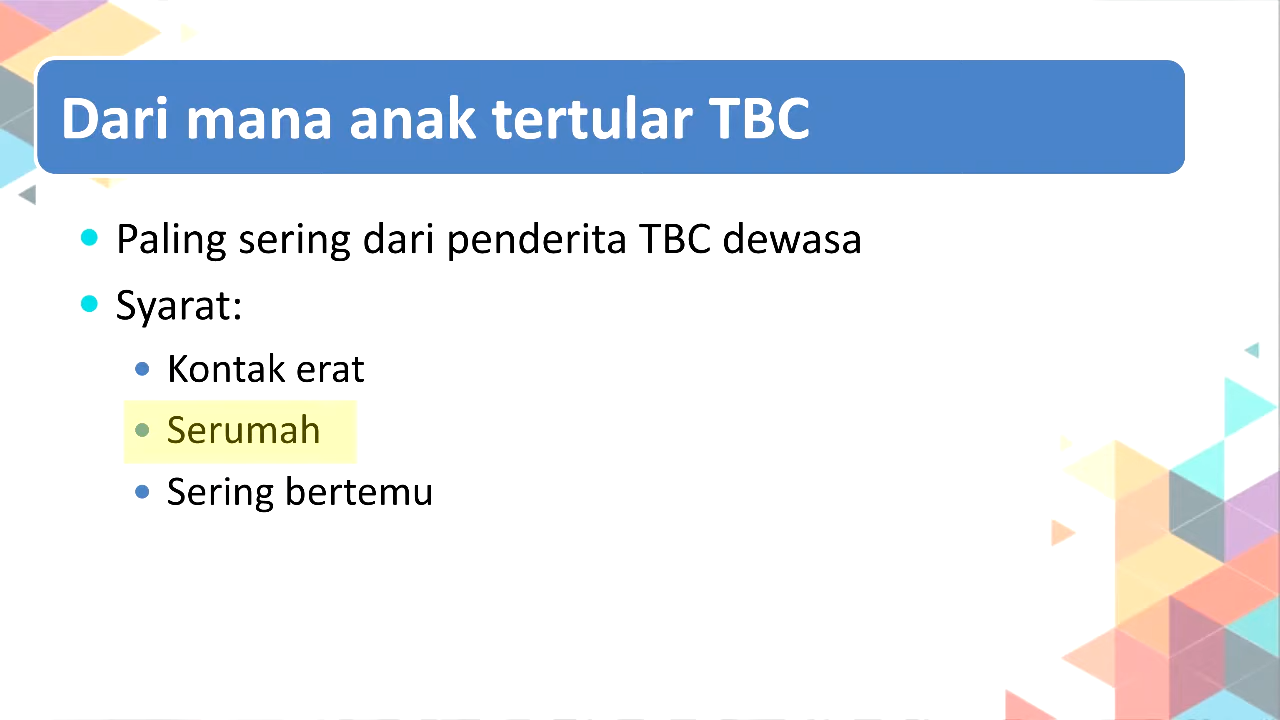 Dari mana anak tertular TBC
Paling sering dari penderita TBC dewasa
Syarat:
Kontak erat
Serumah
Sering bertemu